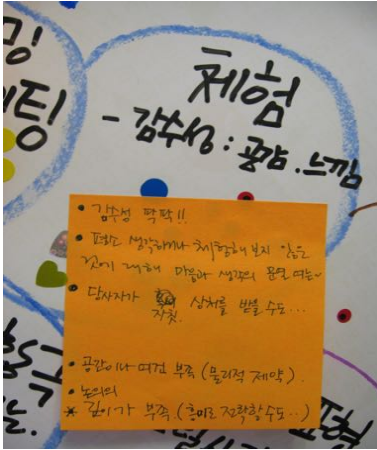 밍
팅
체험
- 감수성 : 공감. 느낌
• 감수성 팍팍!!
• 평소 생각하거나 체험해 보지 않은
것에 대해 마음과 생각의 문을 여는~
• 당사자가 상처를 받을 수도...
자칫.
• 공간이나 여건 부족 (물리적 제약).
• 논의의
* 깊이가 부족 (흥미로 전락할 수도..)